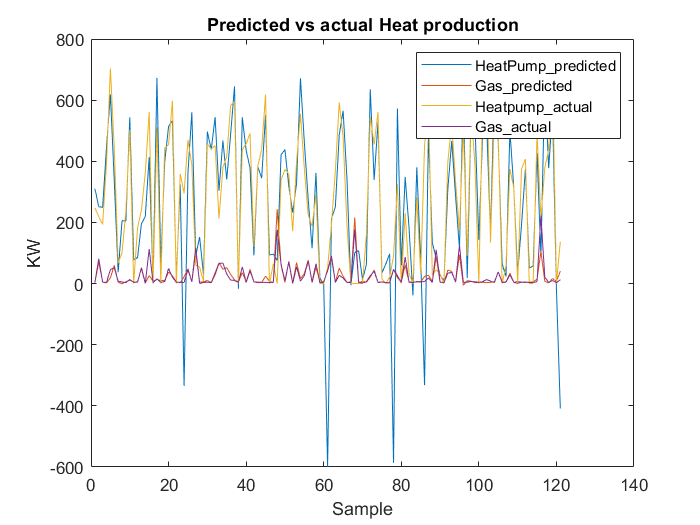 Predicted vs actual Heat production
800
600
400
200
0
-200
-400
-600
KW
HeatPump_predicted
Gas_predicted
Heatpump_actual
Gas_actual
0 20 40 60 80 100 120 140
Sample